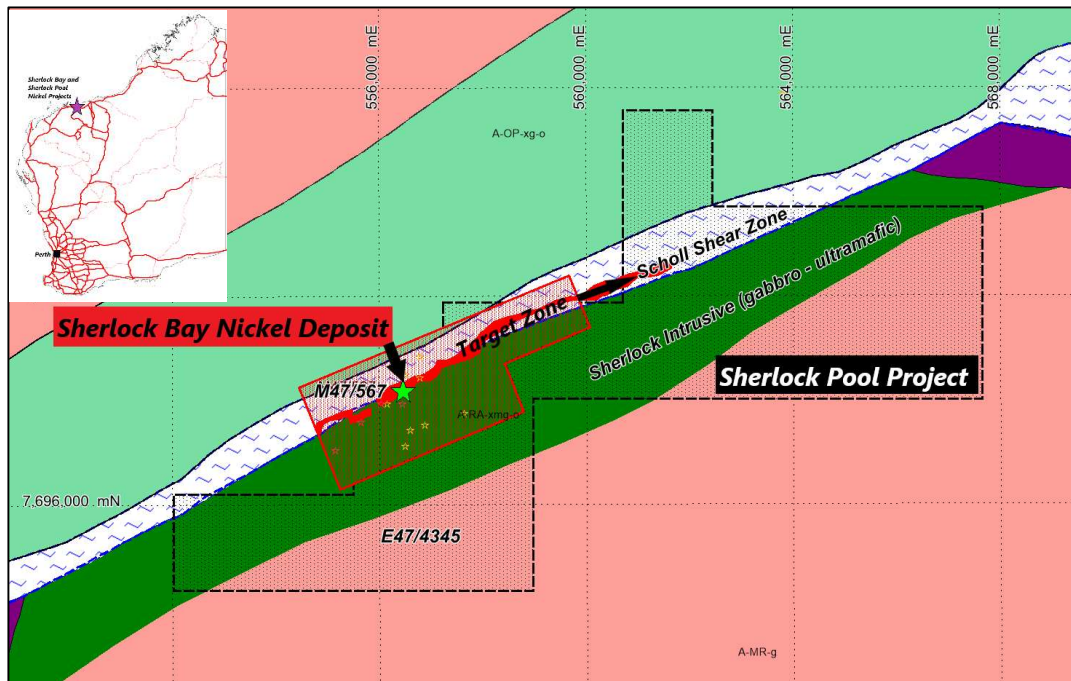 Sherlock Bay and
Sherlock Pool
Nickel Projects
Perth
556,000 mE
560,000 mE
564,000 mE
568,000 mE
A-OP-xg-o
Scholl Shear Zone
Target Zone
Sherlock Intrusive (gabbro - ultramafic)
Sherlock Bay Nickel Deposit
Sherlock Pool Project
M47/567
A-RA-xmg-o
7,696,000 mN
E47/4345
A-MR-g